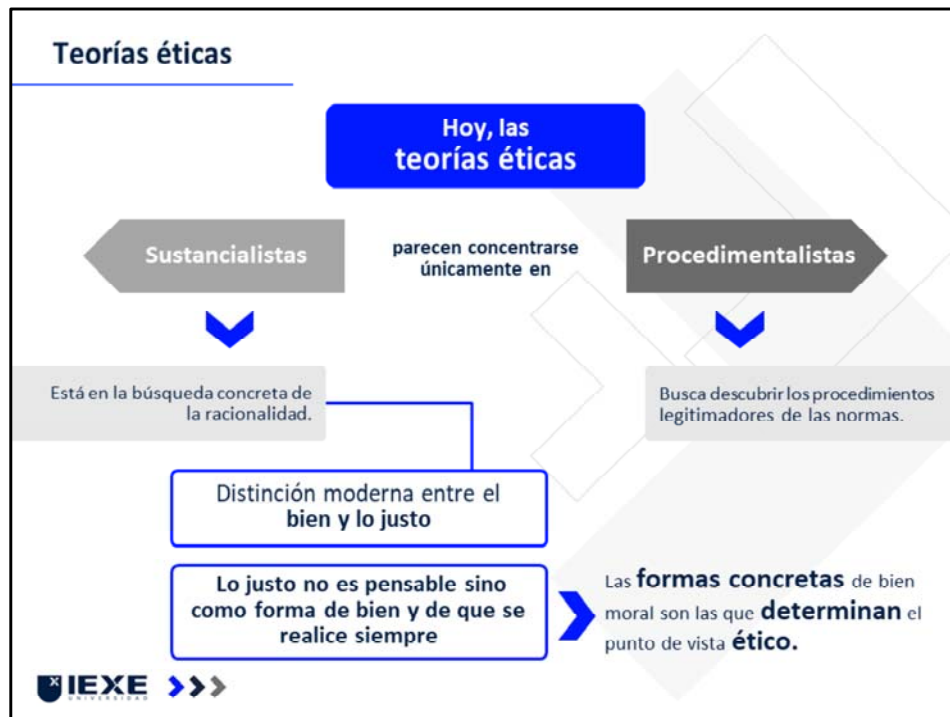 Teorías éticas
Hoy, las
teorías éticas
Sustancialistas
parecen concentrarse
únicamente en
Procedimentalistas
Está en la búsqueda concreta de
la racionalidad.
Busca descubrir los procedimientos
legitimadores de las normas.
Distinción moderna entre el
bien y lo justo
Lo justo no es pensable sino
como forma de bien y de que se
realice siempre
Las formas concretas de bien
moral son las que determinan el
punto de vista ético.
IEXE
UNIVERSIDAD